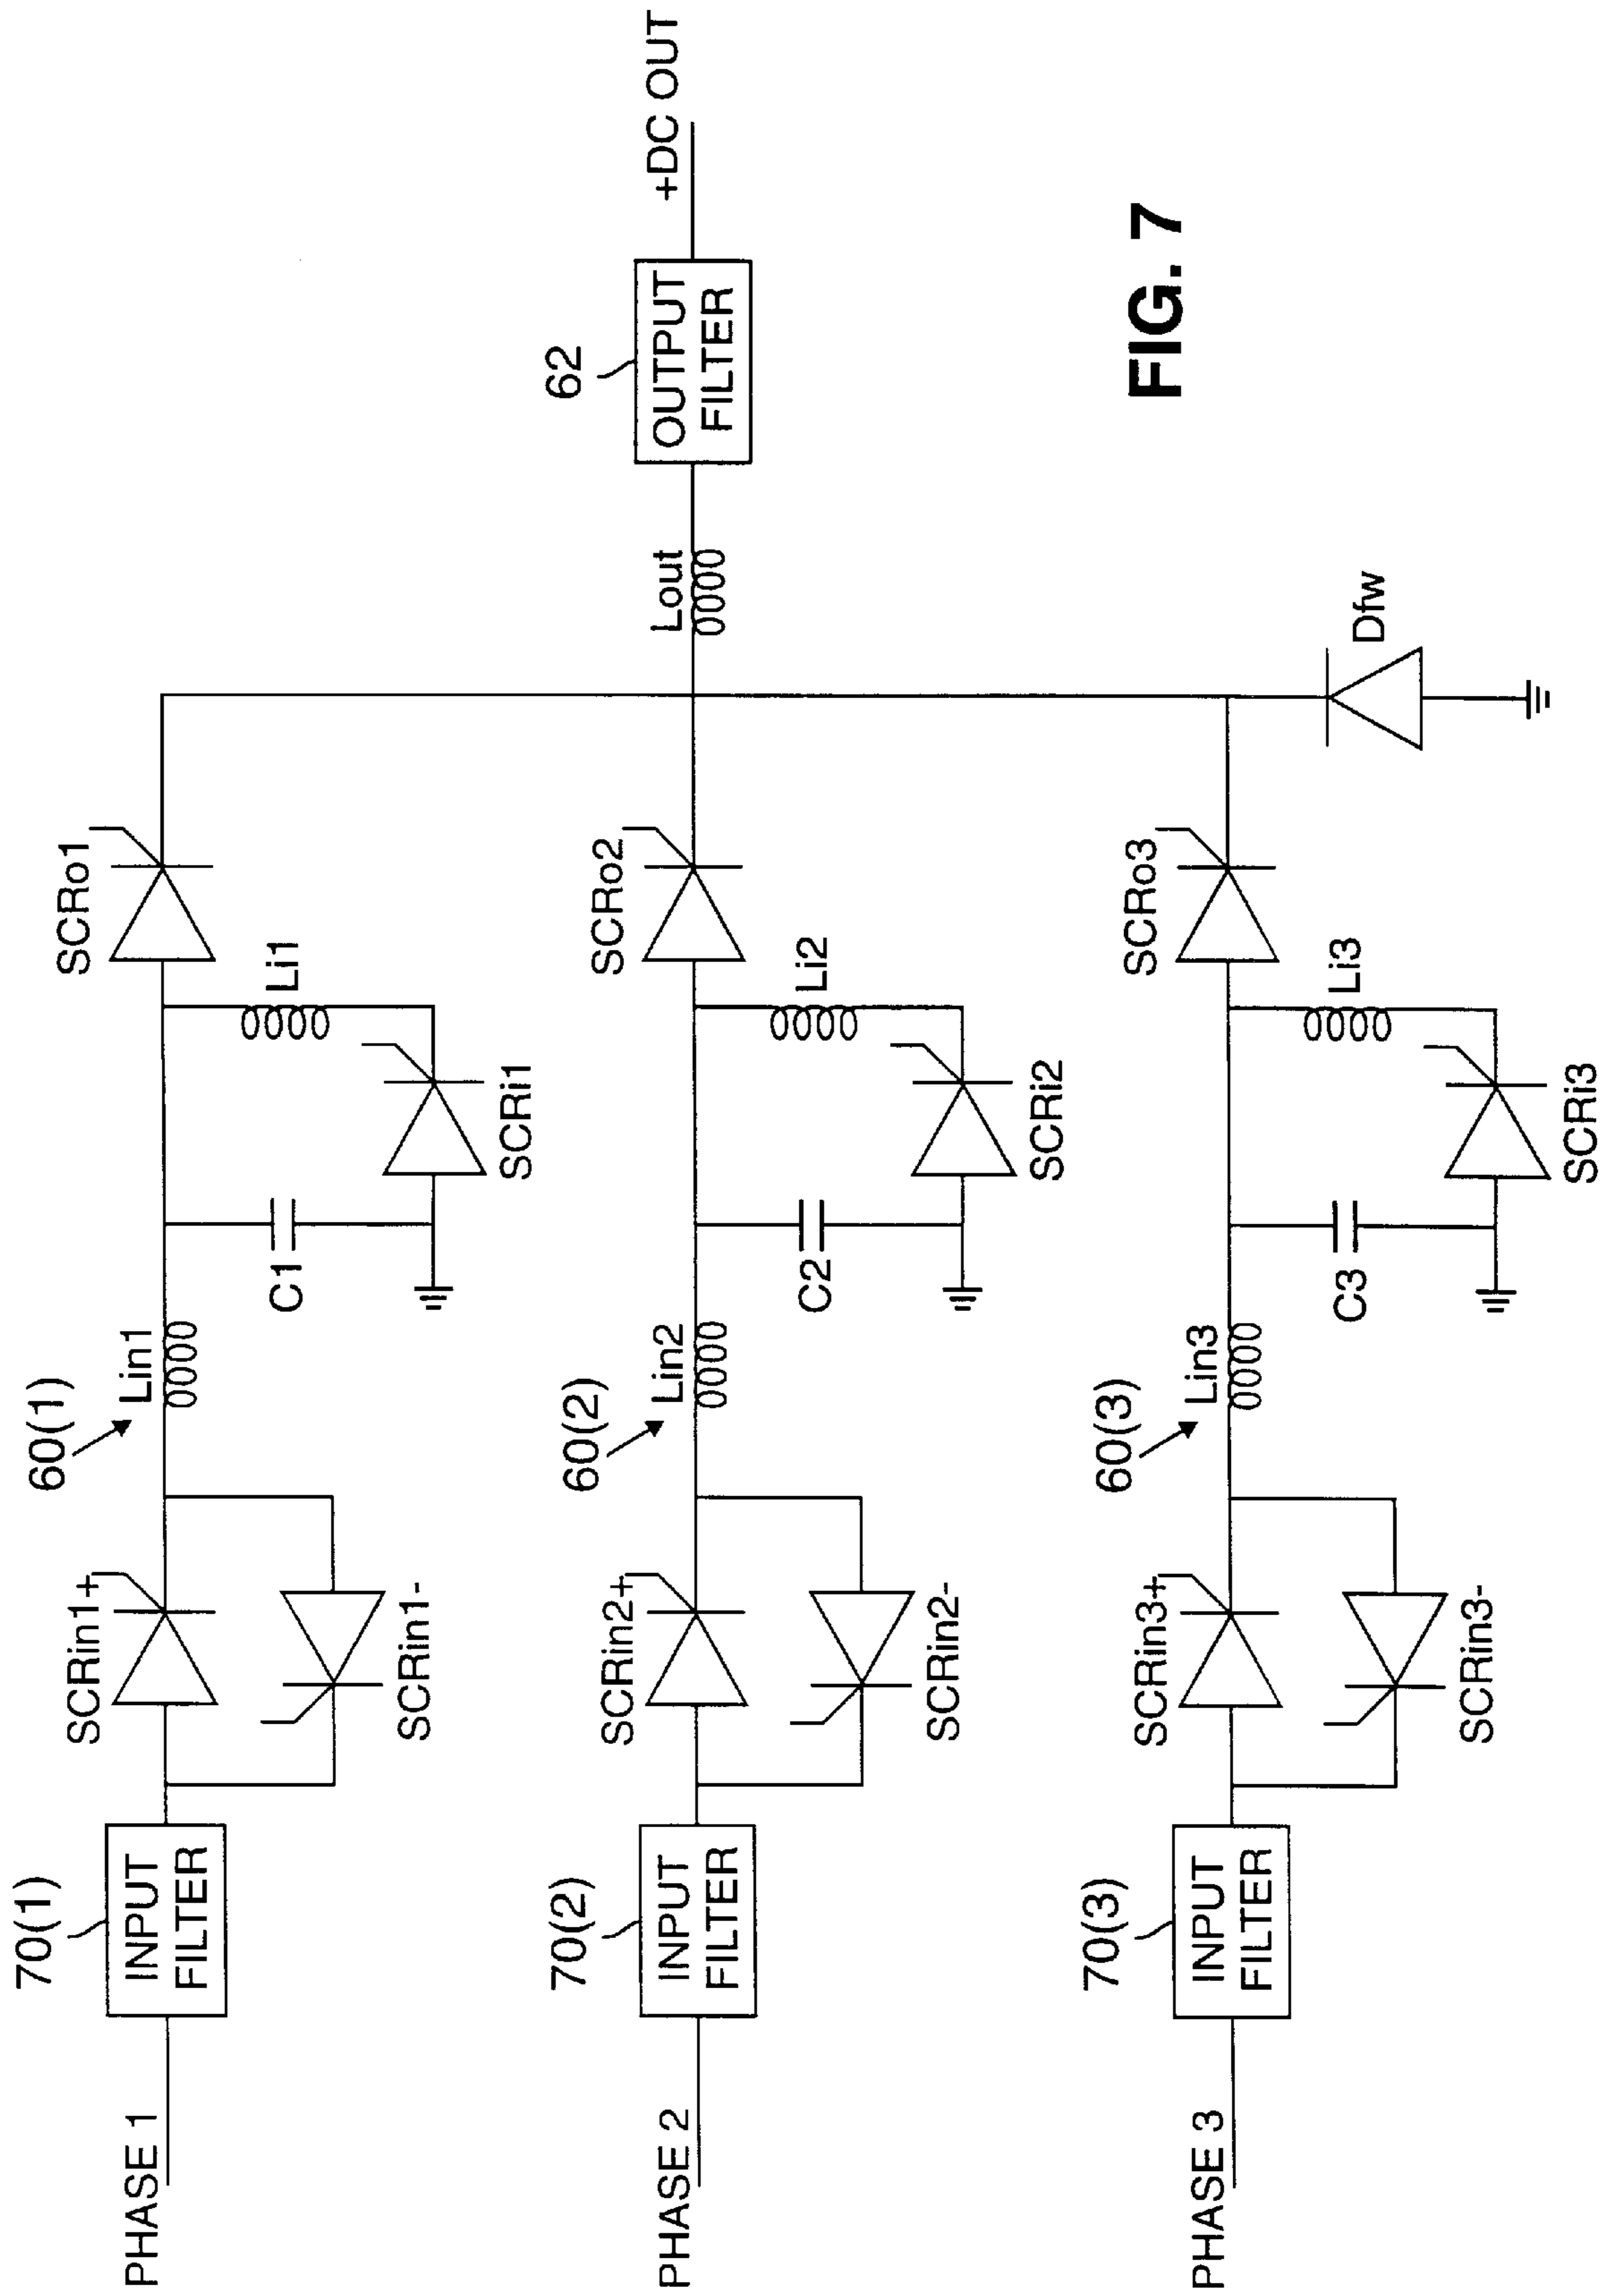 70(1)
60(1)
PHASE 1
INPUT
FILTER
SCRin1+
SCRin1-
Lin1
C1
SCRi1
Li1
SCRo1
70(2)
60(2)
PHASE 2
INPUT
FILTER
SCRin2+
SCRin2-
Lin2
C2
SCRi2
Li2
SCRo2
Lout
62
OUTPUT
FILTER
+DC OUT
70(3)
60(3)
PHASE 3
INPUT
FILTER
SCRin3+
SCRin3-
Lin3
C3
SCRi3
Li3
SCRo3
Dfw
FIG. 7